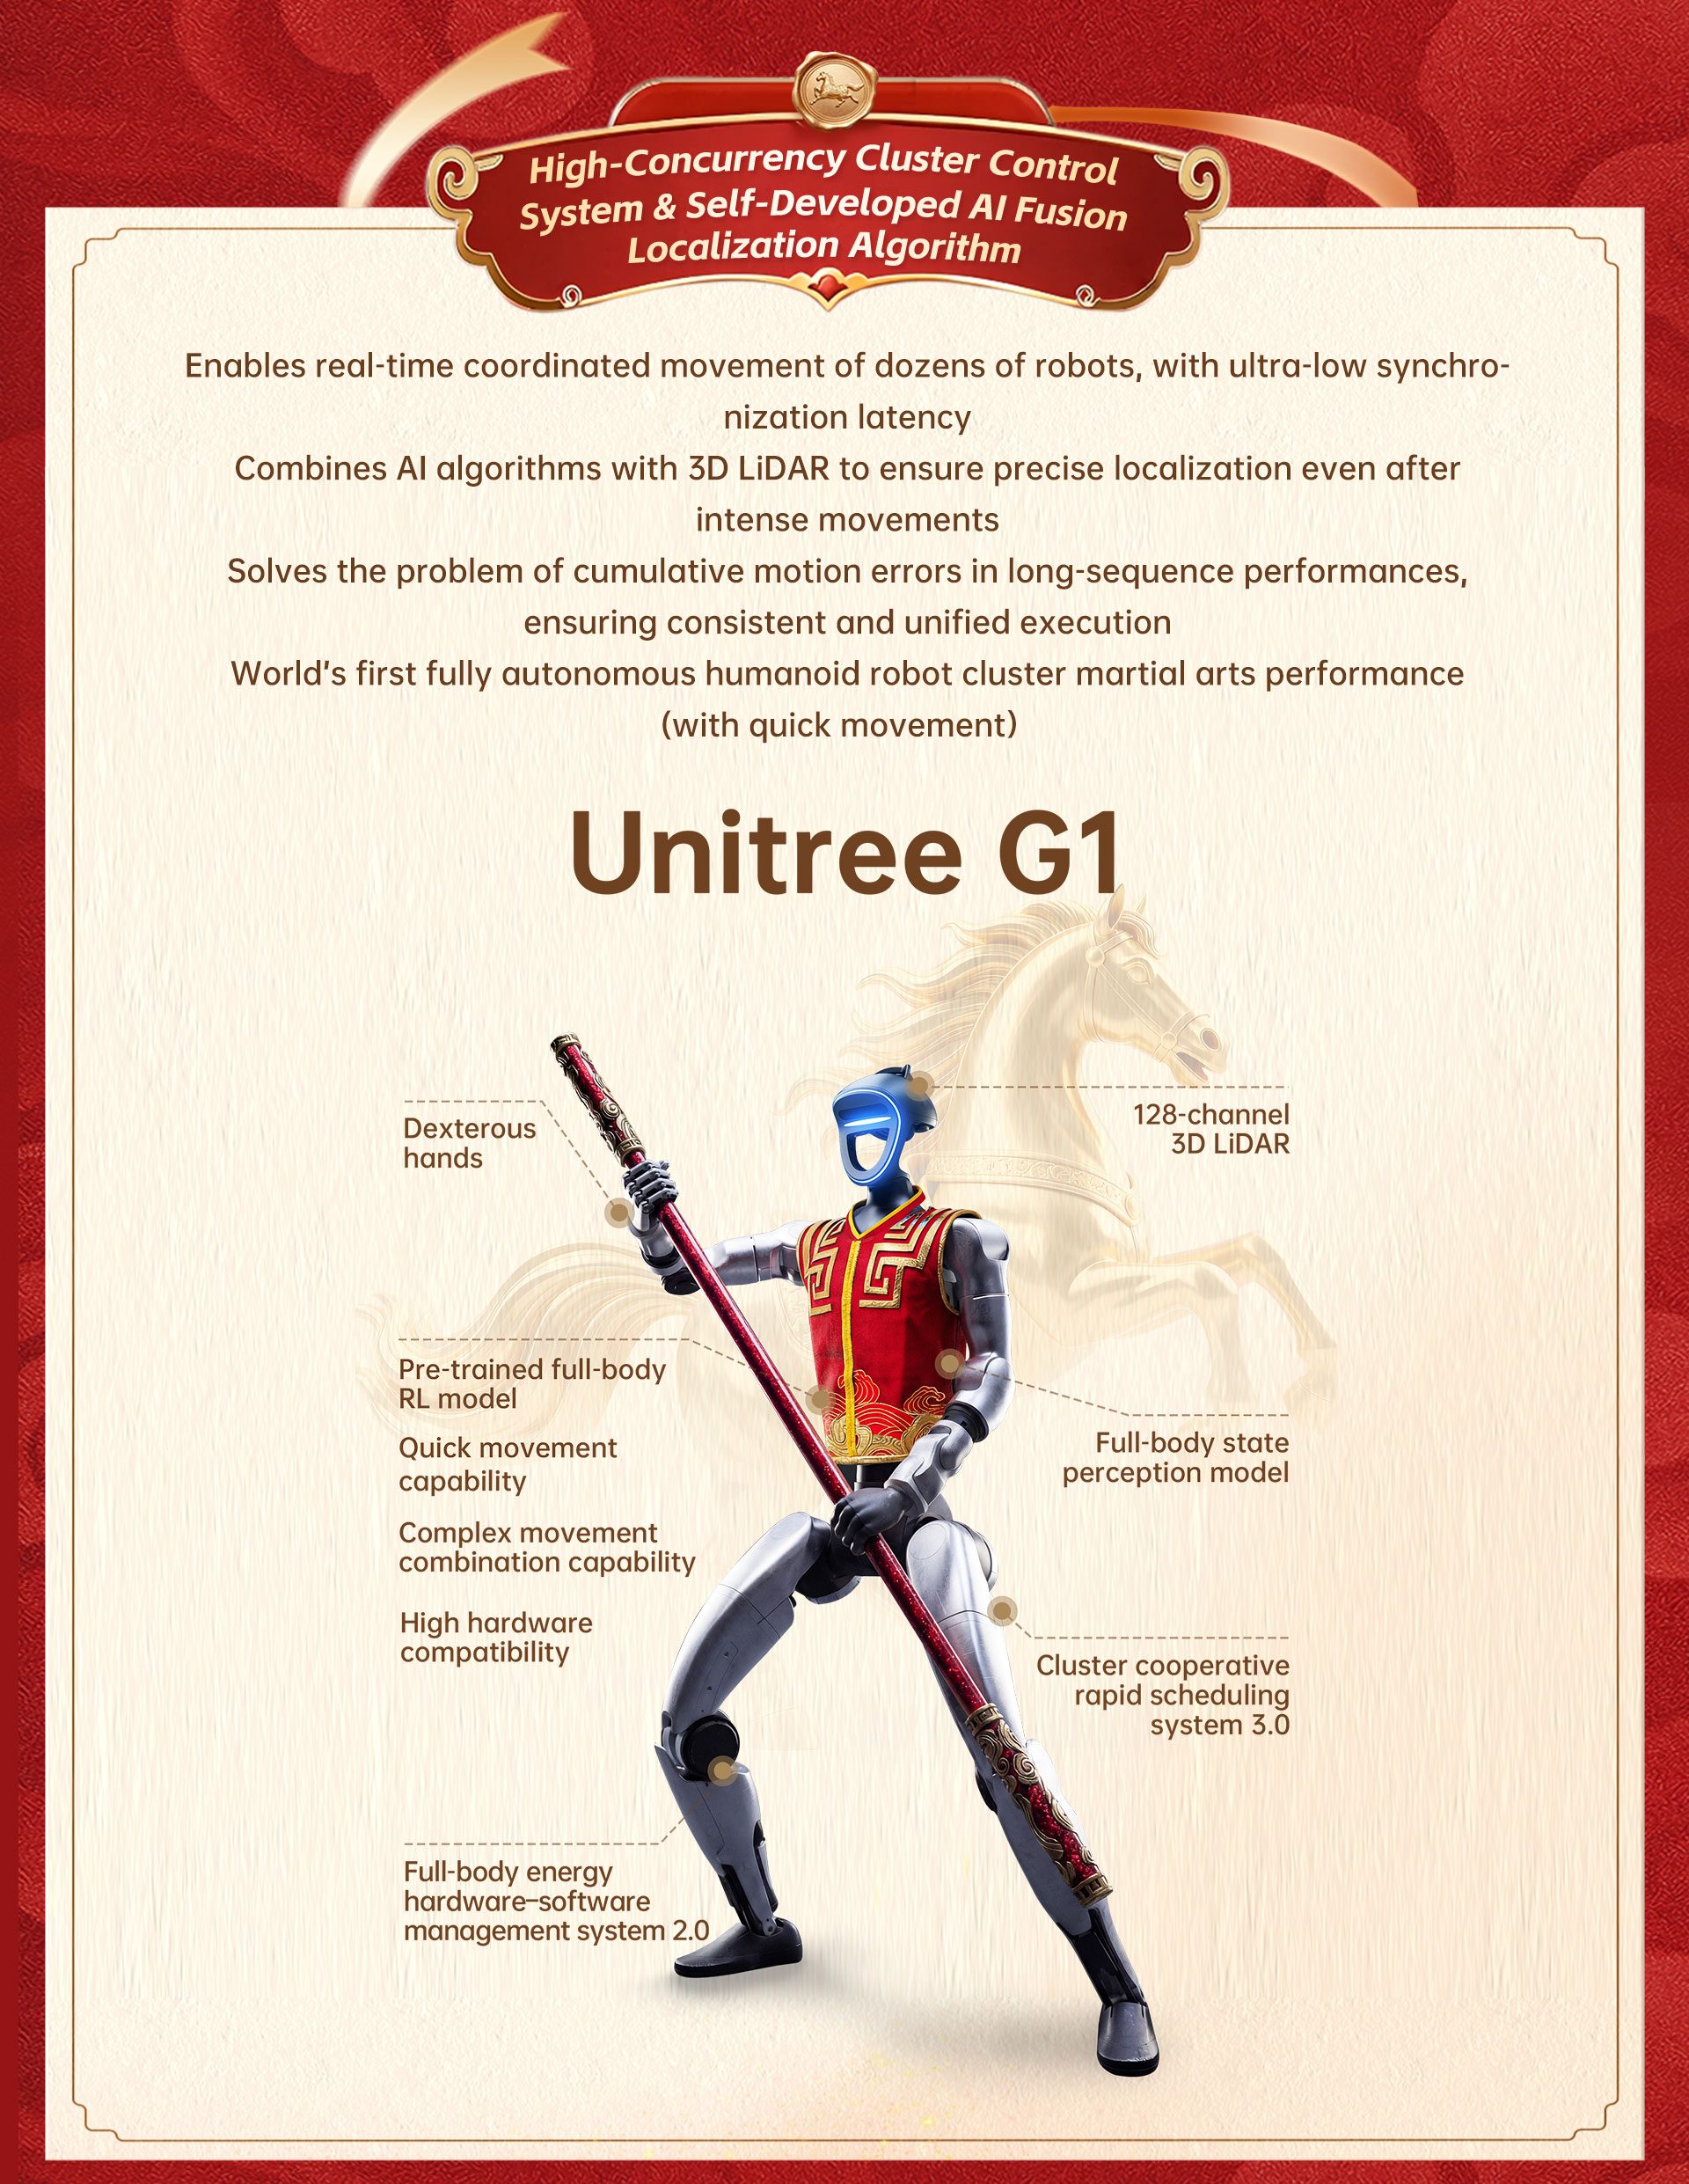 High-Concurrency Cluster Control
System & Self-Developed AI Fusion
Localization Algorithm
Enables real-time coordinated movement of dozens of robots, with ultra-low synchro-
nization latency
Combines AI algorithms with 3D LiDAR to ensure precise localization even after
intense movements
Solves the problem of cumulative motion errors in long-sequence performances,
ensuring consistent and unified execution
World's first fully autonomous humanoid robot cluster martial arts performance
(with quick movement)
Unitree G1
Dexterous
hands
128-channel
3D LiDAR
Pre-trained full-body
RL model
Quick movement
capability
Complex movement
combination capability
High hardware
compatibility
Full-body state
perception model
Cluster cooperative
rapid scheduling
system 3.0
Full-body energy
hardware–software
management system 2.0